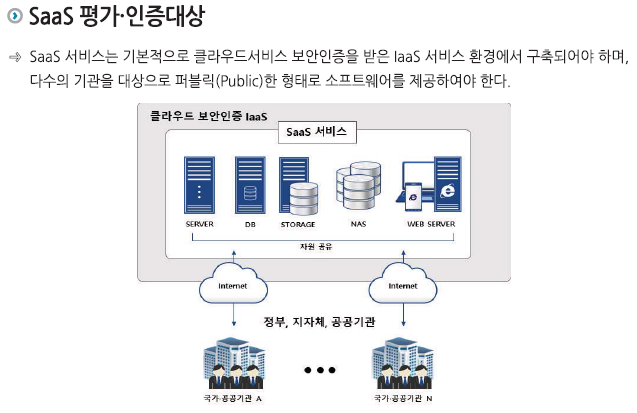 SaaS 평가·인증대상
⇨ SaaS 서비스는 기본적으로 클라우드서비스 보안인증을 받은 IaaS 서비스 환경에서 구축되어야 하며,
다수의 기관을 대상으로 퍼블릭(Public)한 형태로 소프트웨어를 제공하여야 한다.
클라우드 보안인증 IaaS
SaaS 서비스
SERVER DB STORAGE NAS WEB SERVER
자원 공유
Internet Internet
정부, 지자체, 공공기관
국가·공공기관 A 국가·공공기관 N